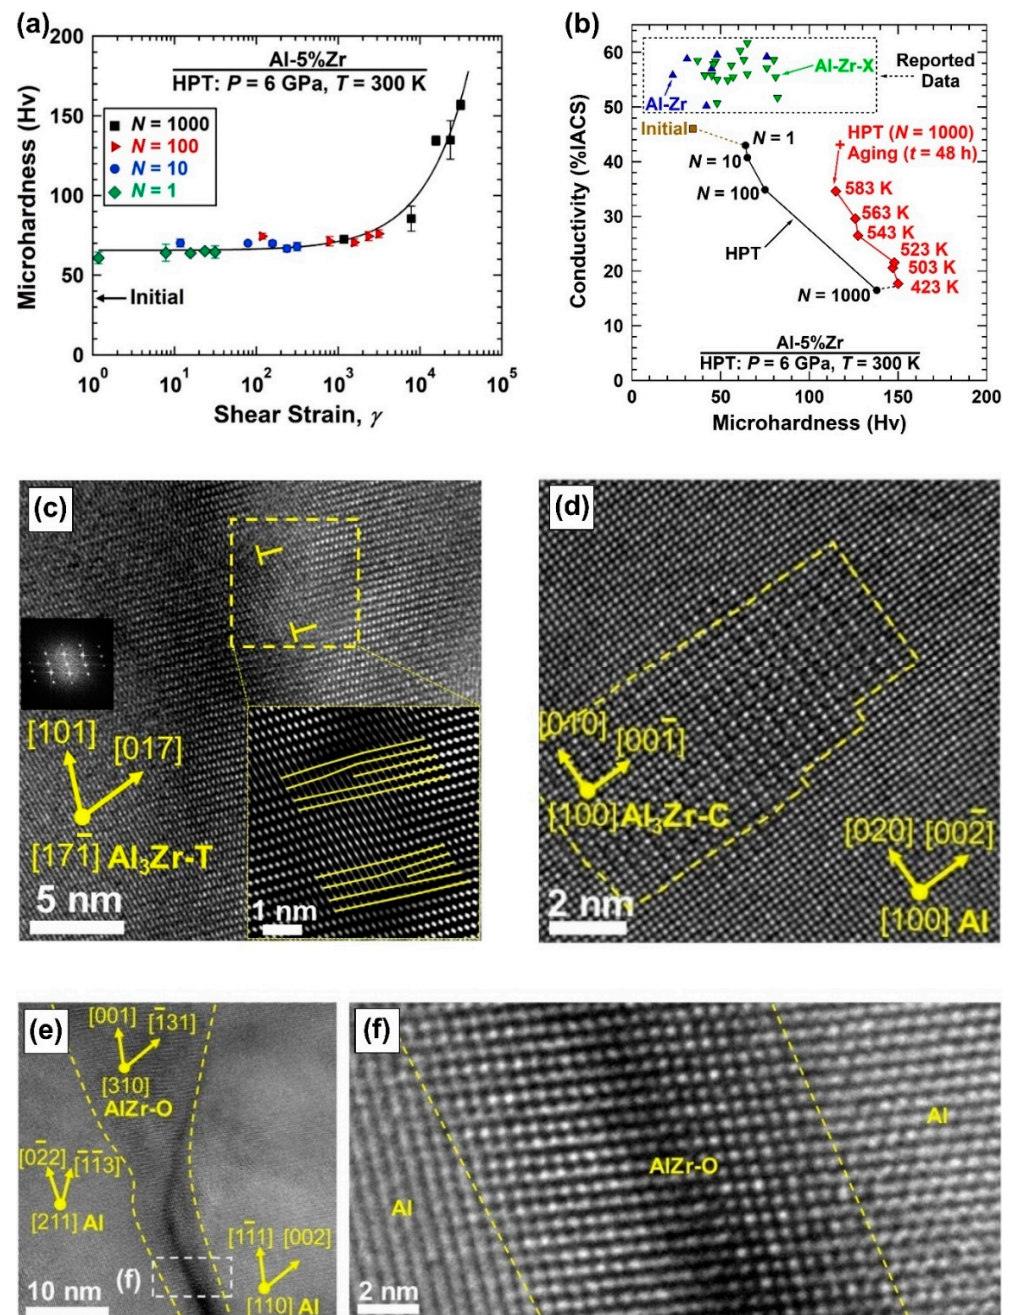 (a)
200
150
100
50
0
Microhardness (Hv)
Al-5%Zr
HPT: P = 6 GPa, T = 300 K
N = 1000
N = 100
N = 10
N = 1
Initial
10⁰ 10¹ 10² 10³ 10⁴ 10⁵
Shear Strain, γ
(b)
60
50
40
30
20
10
0
Conductivity (%IACS)
Al-Zr-X
Reported
Data
Al-Zr
Initial
N = 1
N = 10
N = 100
HPT (N = 1000)
Aging (t = 48 h)
583 K
563 K
543 K
523 K
503 K
423 K
HPT
N = 1000
Al-5%Zr
HPT: P = 6 GPa, T = 300 K
0 50 100 150 200
Microhardness (Hv)
(c)
[101] [017]
[171̅] Al₃Zr-T
5 nm
1 nm
(d)
[010] [001̅]
[100] Al₃Zr-C
[020] [002̅]
[100] Al
2 nm
(e)
[001] [1̅31]
[310]
AlZr-O
[02̅2] [1̅1̅3]
[211] Al
[11̅1] [002]
[110] Al
(f)
10 nm
(f)
Al
AlZr-O
Al
2 nm